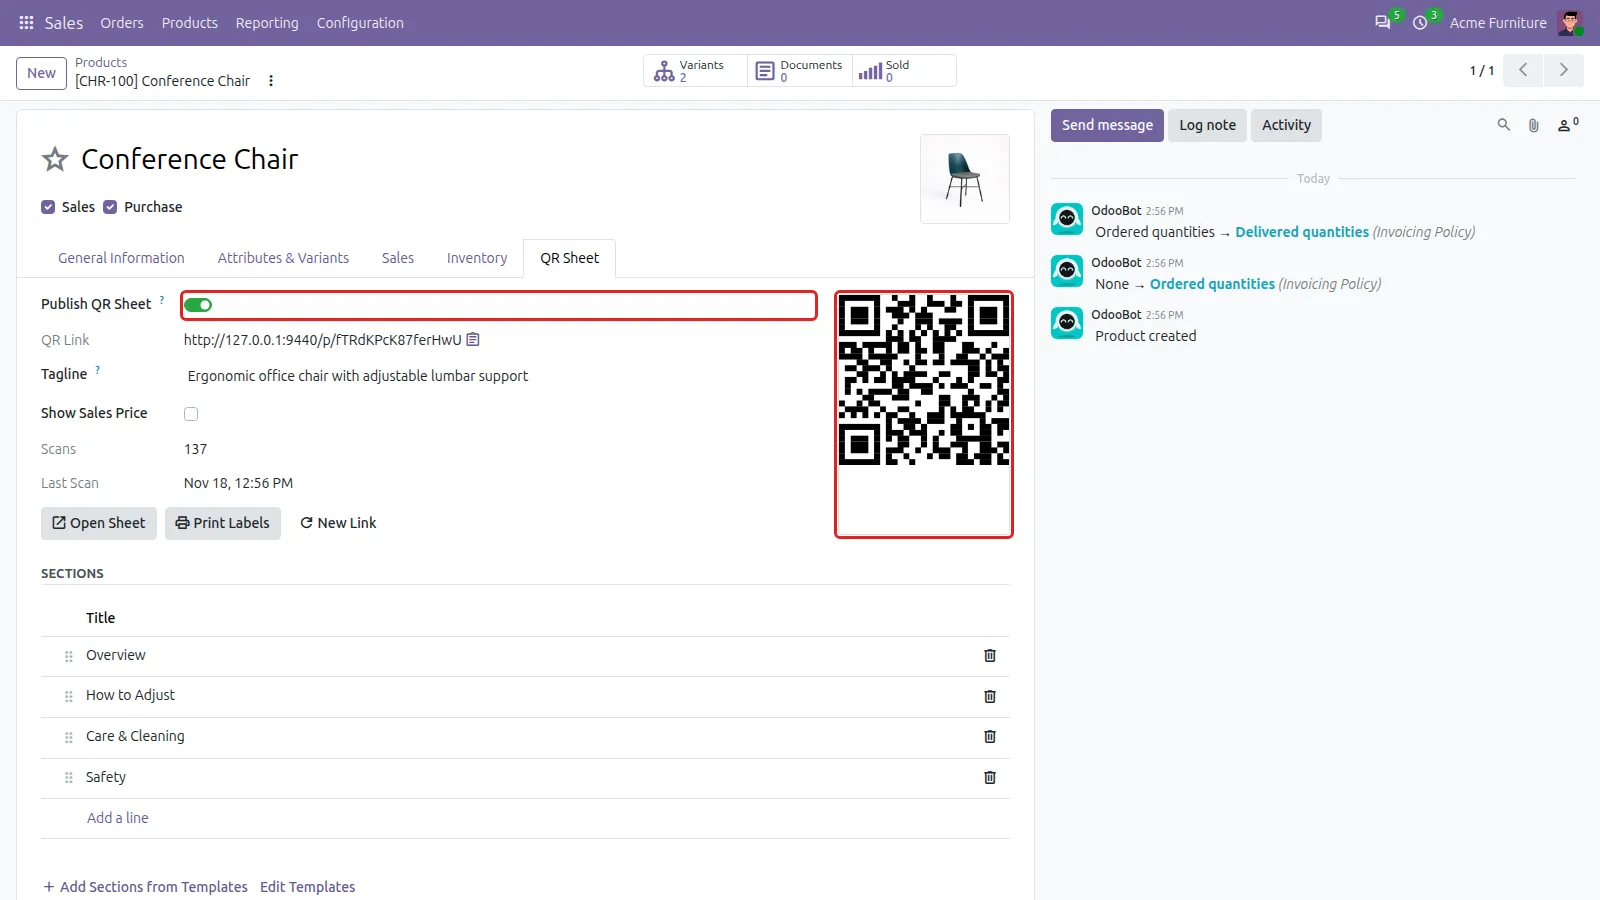 Sales Orders Products Reporting Configuration 5 3 Acme Furniture
New Products
[CHR-100] Conference Chair
Variants 2 Documents 0 Sold 0
1 / 1
Conference Chair
Sales Purchase
General Information Attributes & Variants Sales Inventory QR Sheet
Publish QR Sheet ?
QR Link http://127.0.0.1:9440/p/fTRdKPcK87ferHwU
Tagline ? Ergonomic office chair with adjustable lumbar support
Show Sales Price
Scans 137
Last Scan Nov 18, 12:56 PM
Open Sheet Print Labels New Link
SECTIONS
Title
Overview
How to Adjust
Care & Cleaning
Safety
Add a line
+ Add Sections from Templates Edit Templates
Send message Log note Activity 0
Today
OdooBot 2:56 PM
Ordered quantities → Delivered quantities (Invoicing Policy)
OdooBot 2:56 PM
None → Ordered quantities (Invoicing Policy)
OdooBot 2:56 PM
Product created